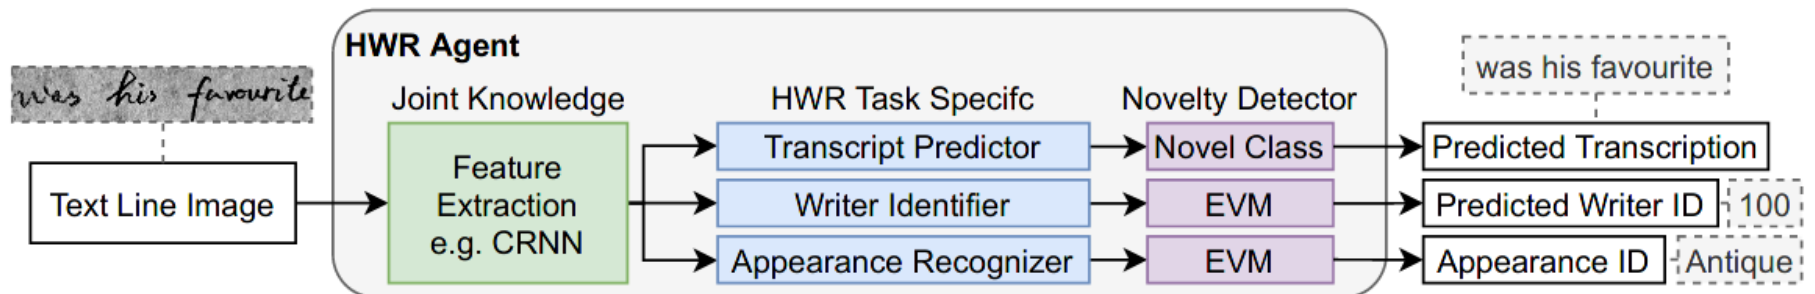 HWR Agent
was his favourite
was his favourite
Joint Knowledge
HWR Task Specifc
Novelty Detector
Text Line Image
Feature
Extraction
e.g. CRNN
Transcript Predictor
Novel Class
Predicted Transcription
Writer Identifier
EVM
Predicted Writer ID
100
Appearance Recognizer
EVM
Appearance ID
Antique